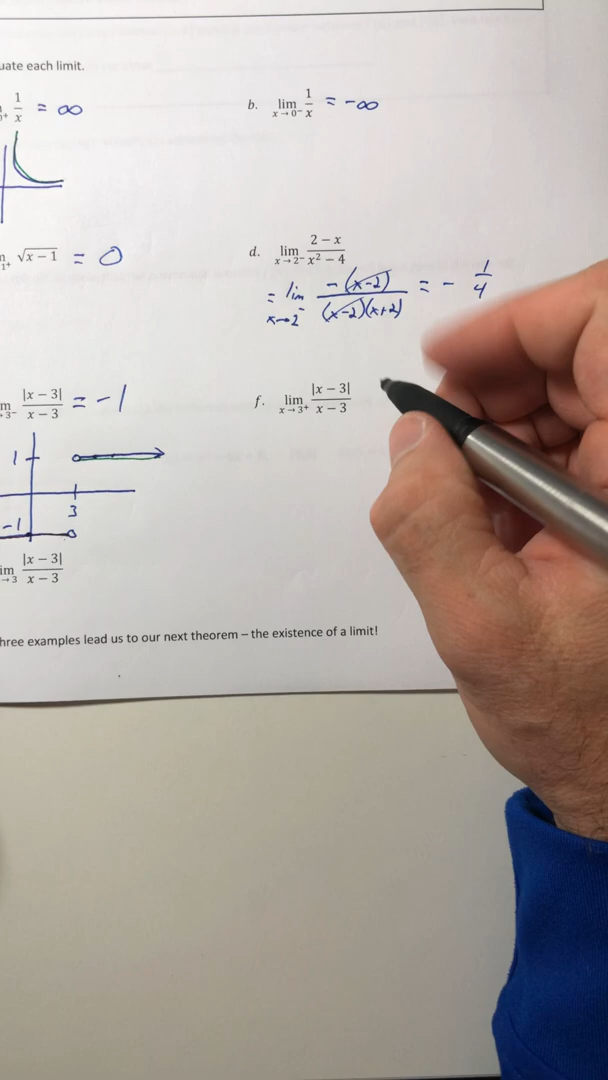 uate each limit.
1/x = ∞
b. lim x→0⁻ 1/x = -∞
√x − 1 = 0
d. lim x→2⁻ (2 − x)/(x² − 4)
= lim x→2⁻ -(x-2)/((x-2)(x+2)) = - 1/4
|x − 3|/(x − 3) = -1
f. lim x→3⁺ |x − 3|/(x − 3)
1
3
-1
im →3 |x − 3|/(x − 3)
hree examples lead us to our next theorem – the existence of a limit!